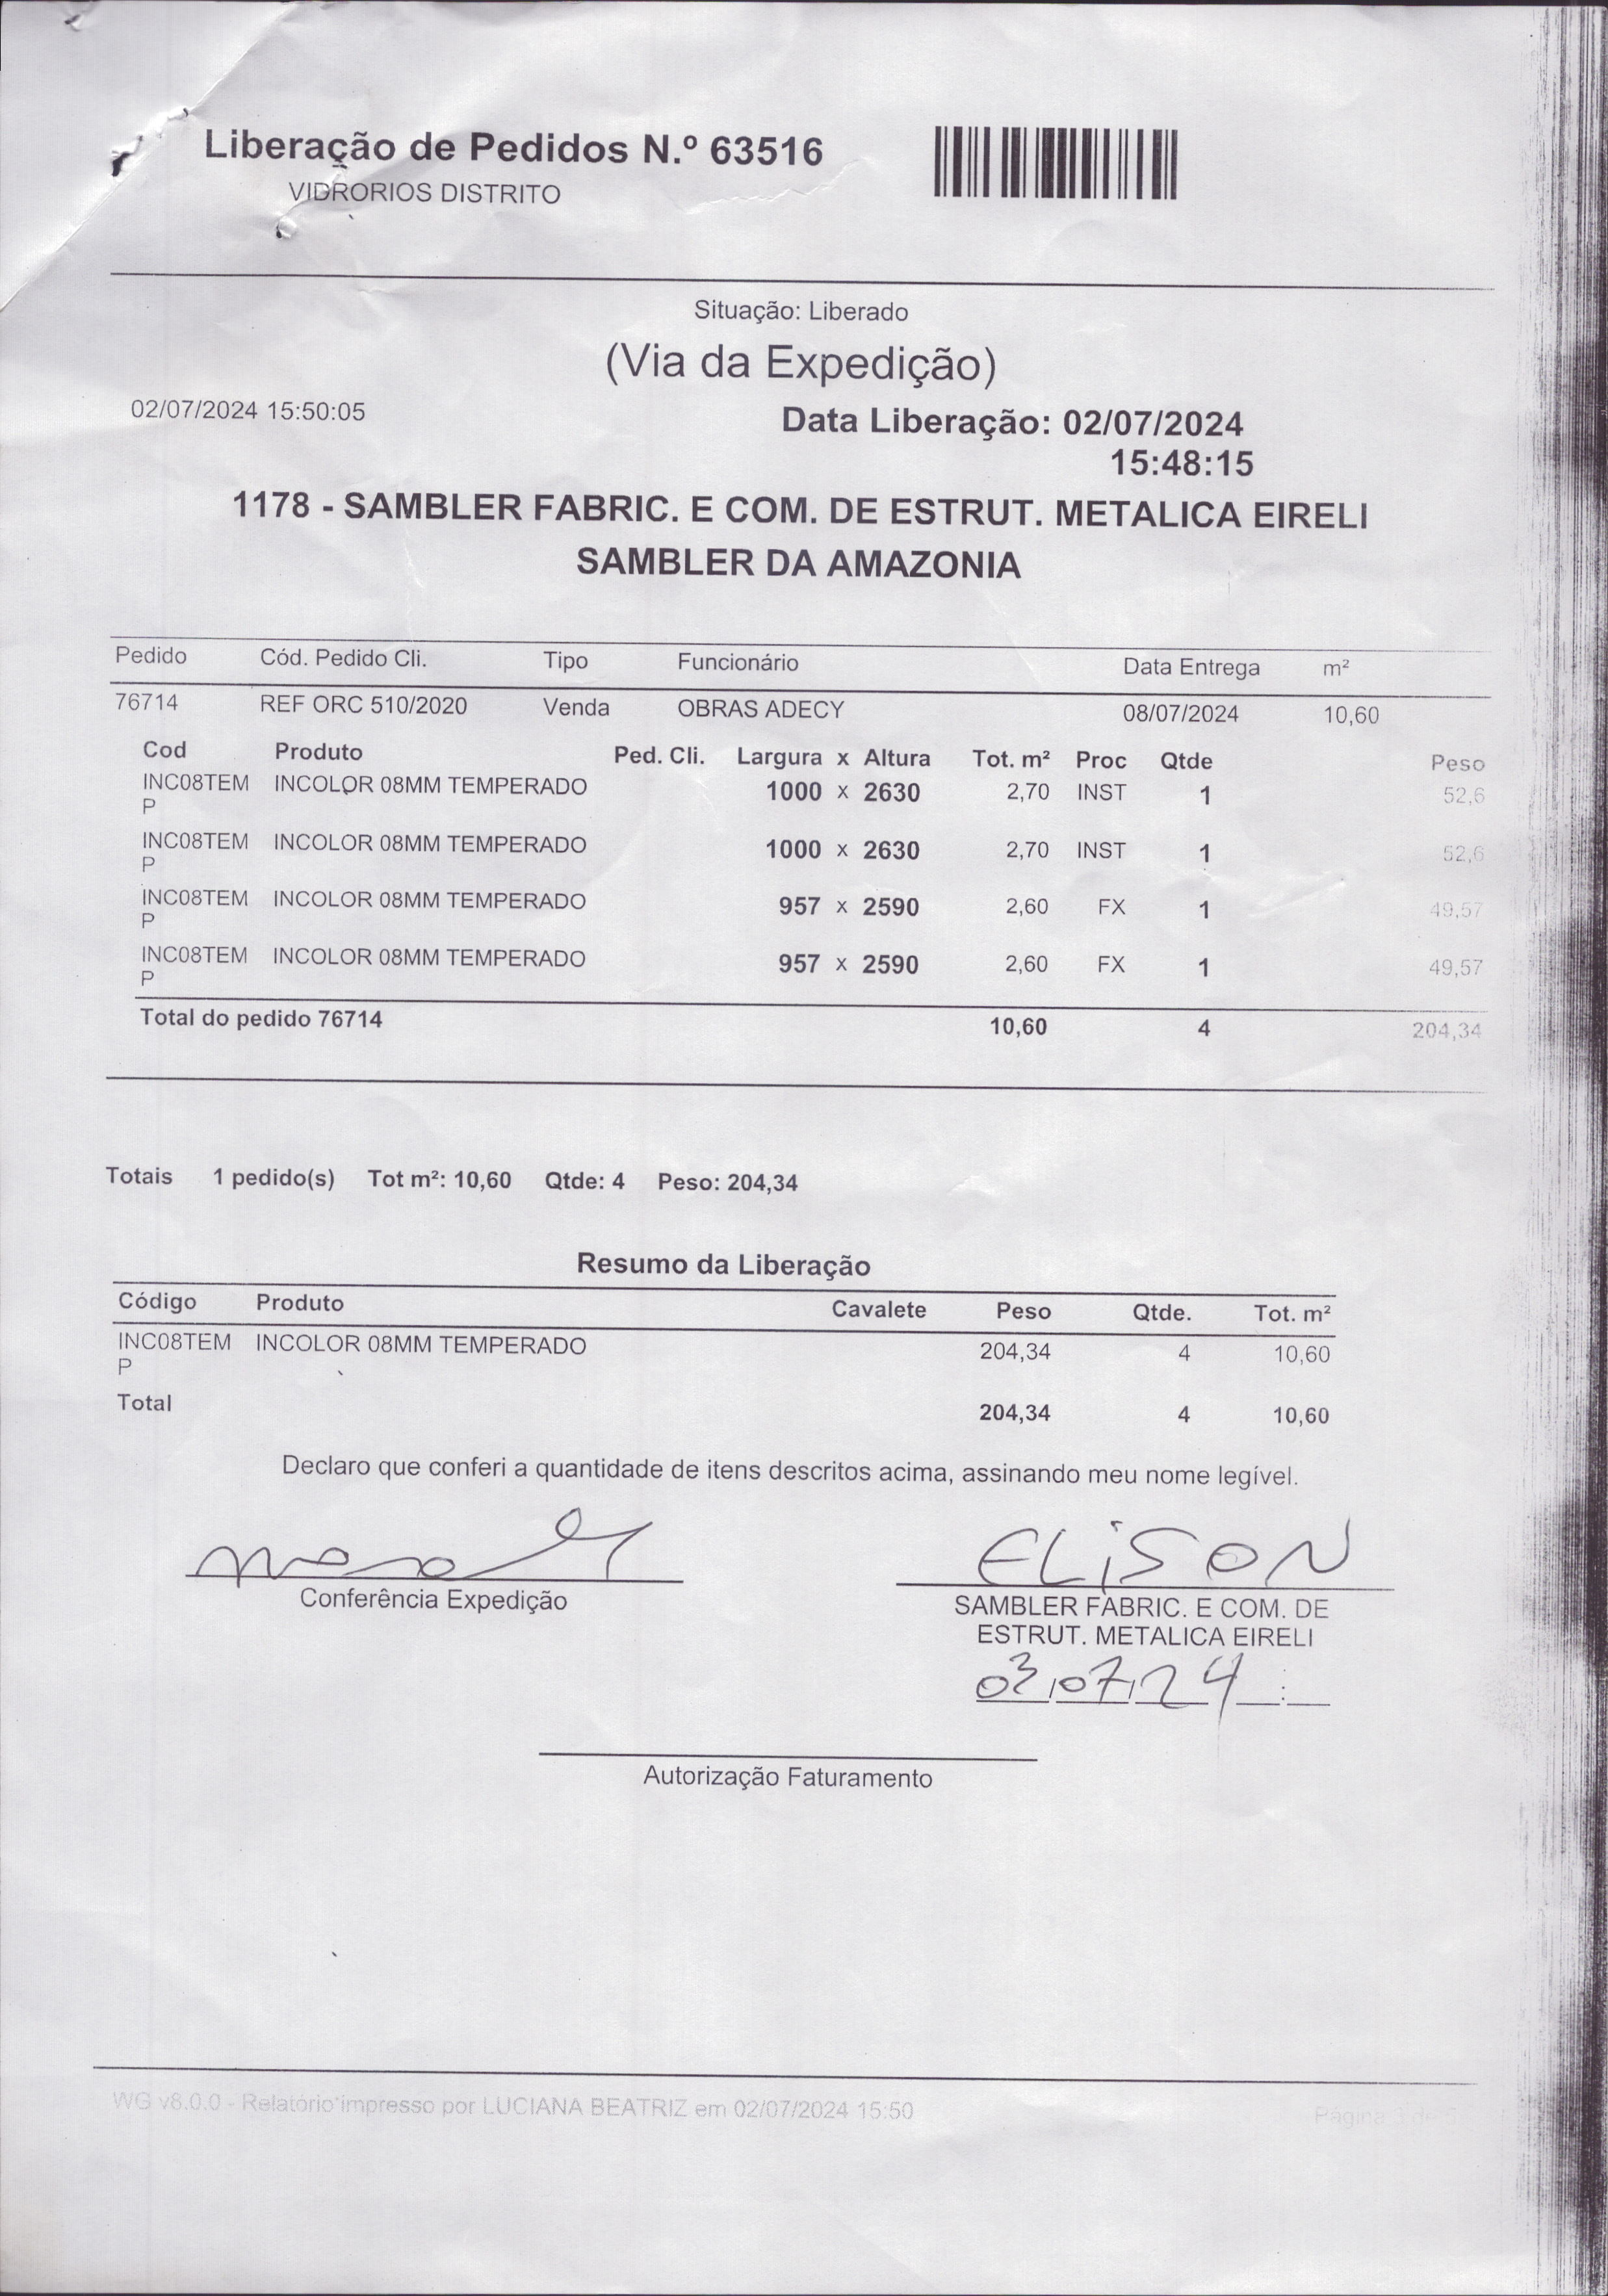 Liberação de Pedidos N.º 63516
VIDRORIOS DISTRITO
Situação: Liberado
(Via da Expedição)
02/07/2024 15:50:05
Data Liberação: 02/07/2024
15:48:15
1178 - SAMBLER FABRIC. E COM. DE ESTRUT. METALICA EIRELI
SAMBLER DA AMAZONIA
Pedido Cód. Pedido Cli. Tipo Funcionário Data Entrega m²
76714 REF ORC 510/2020 Venda OBRAS ADECY 08/07/2024 10,60
Cod Produto Ped. Cli. Largura x Altura Tot. m² Proc Qtde Peso
INC08TEM INCOLOR 08MM TEMPERADO 1000 x 2630 2,70 INST 1 52,6
P
INC08TEM INCOLOR 08MM TEMPERADO 1000 x 2630 2,70 INST 1 52,6
P
INC08TEM INCOLOR 08MM TEMPERADO 957 x 2590 2,60 FX 1 49,57
P
INC08TEM INCOLOR 08MM TEMPERADO 957 x 2590 2,60 FX 1 49,57
P
Total do pedido 76714 10,60 4 204,34
Totais 1 pedido(s) Tot m²: 10,60 Qtde: 4 Peso: 204,34
Resumo da Liberação
Código Produto Cavalete Peso Qtde. Tot. m²
INC08TEM INCOLOR 08MM TEMPERADO 204,34 4 10,60
P
Total 204,34 4 10,60
Declaro que conferi a quantidade de itens descritos acima, assinando meu nome legível.
ELiSON
Conferência Expedição
SAMBLER FABRIC. E COM. DE
ESTRUT. METALICA EIRELI
03/07/24 __:__
Autorização Faturamento
WG v8.0.0 - Relatório impresso por LUCIANA BEATRIZ em 02/07/2024 15:50
Página